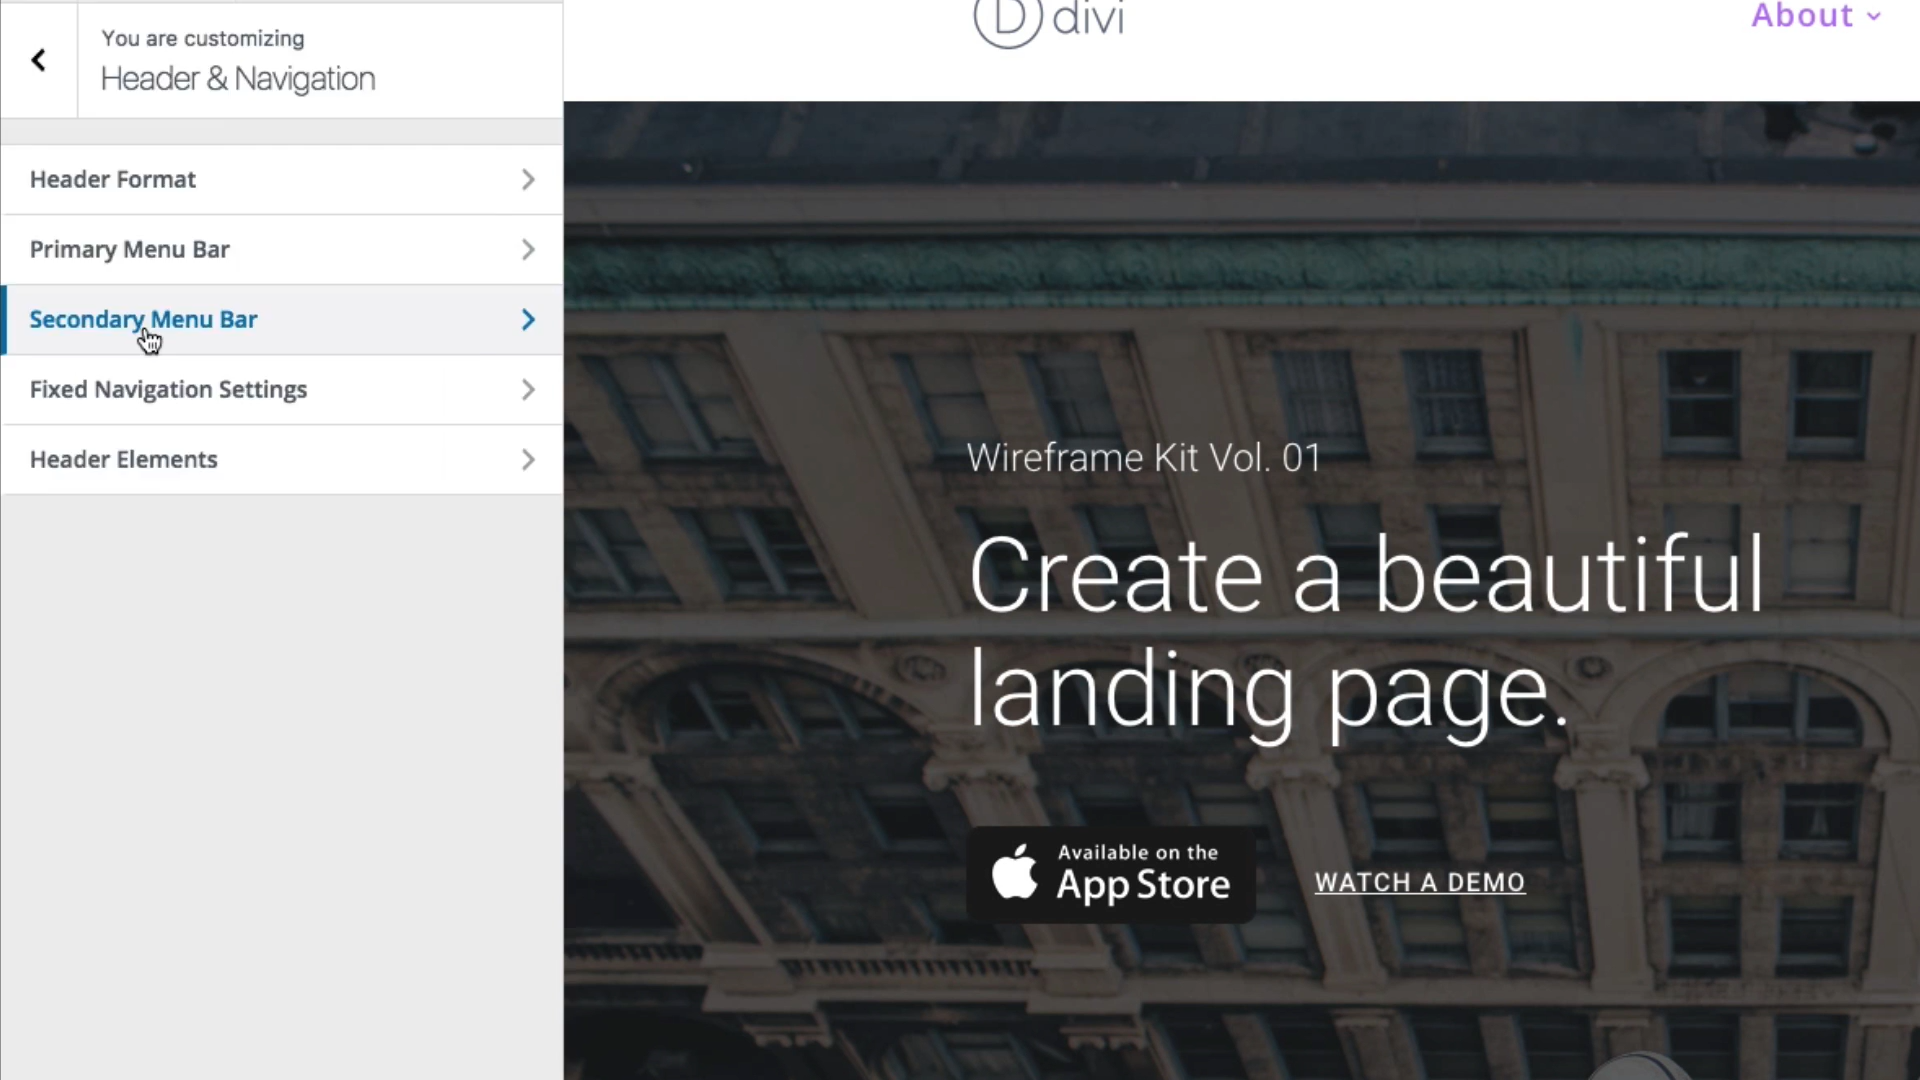 You are customizing
Header & Navigation
Header Format
Primary Menu Bar
Secondary Menu Bar
Fixed Navigation Settings
Header Elements
D divi
About
Wireframe Kit Vol. 01
Create a beautiful
landing page.
Available on the
App Store
WATCH A DEMO